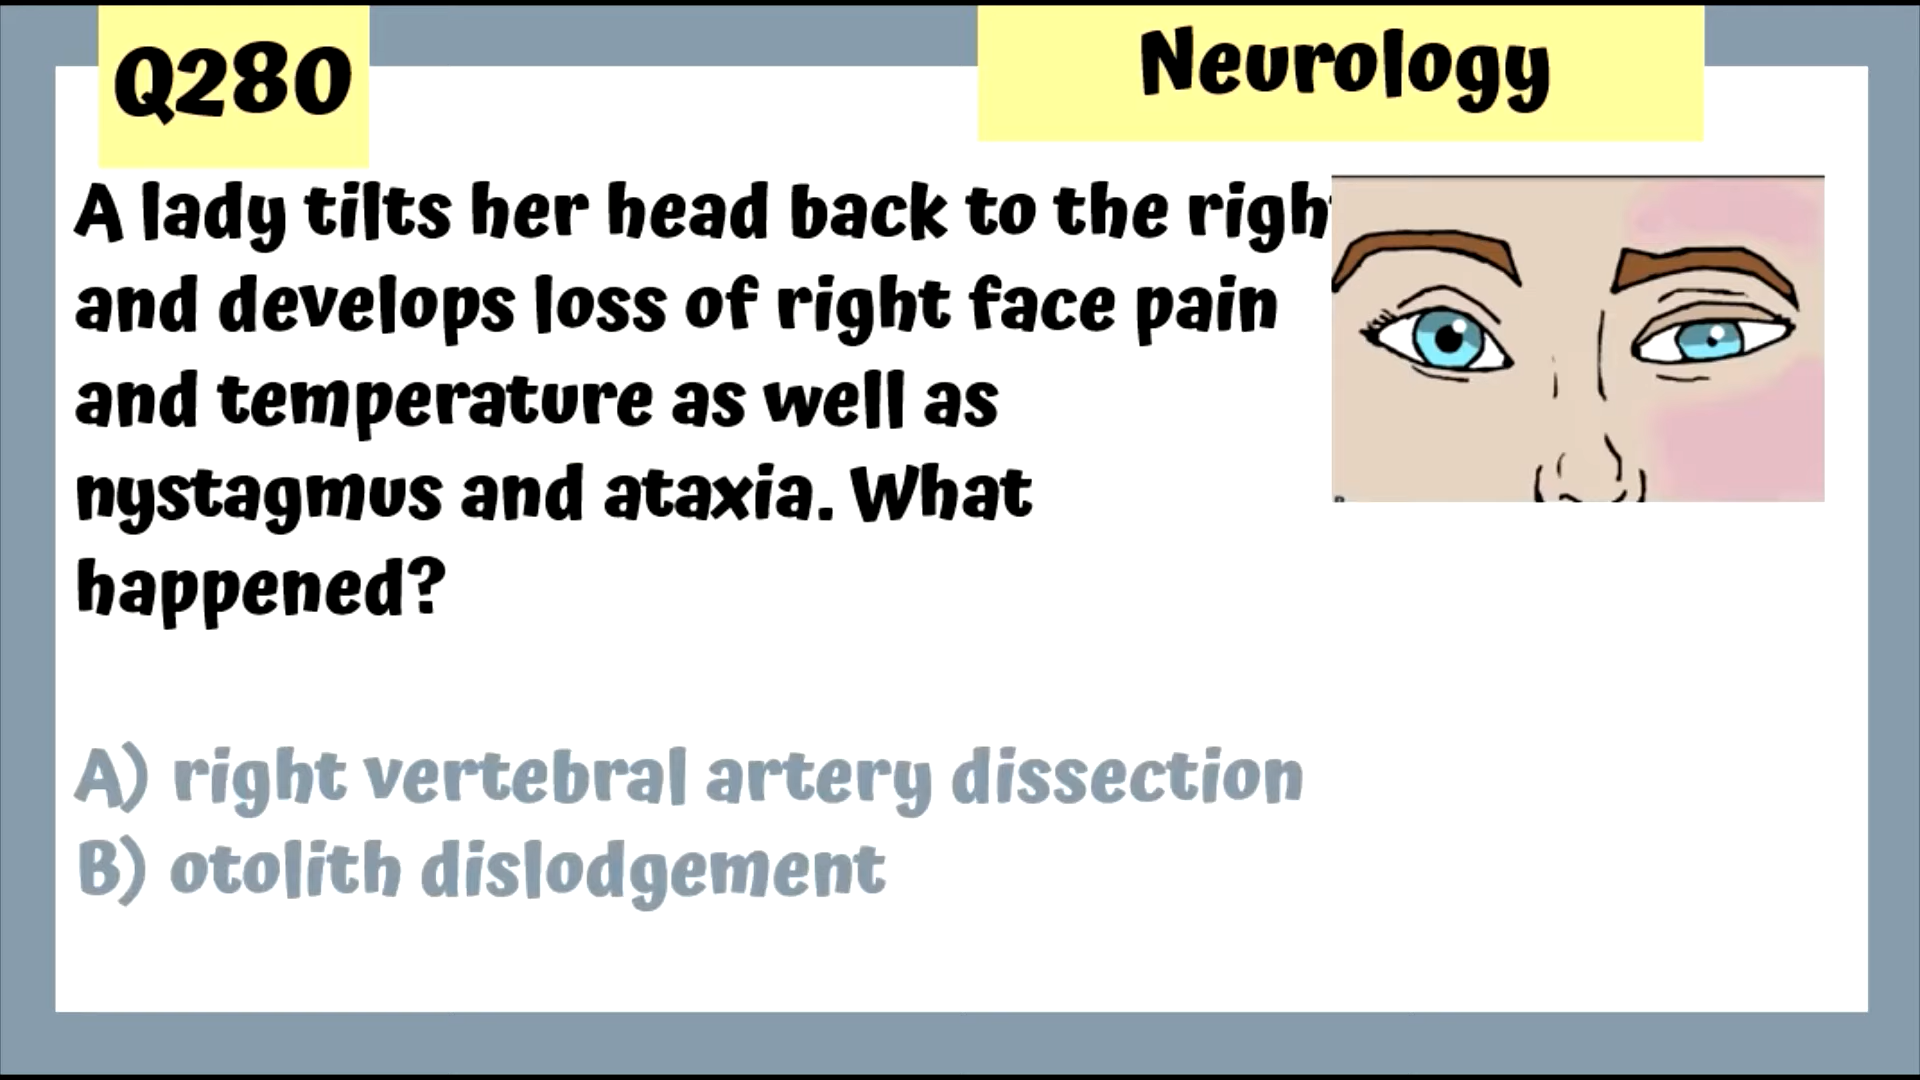 Q280
Neurology
A lady tilts her head back to the right
and develops loss of right face pain
and temperature as well as
nystagmus and ataxia. What
happened?
A) right vertebral artery dissection
B) otolith dislodgement